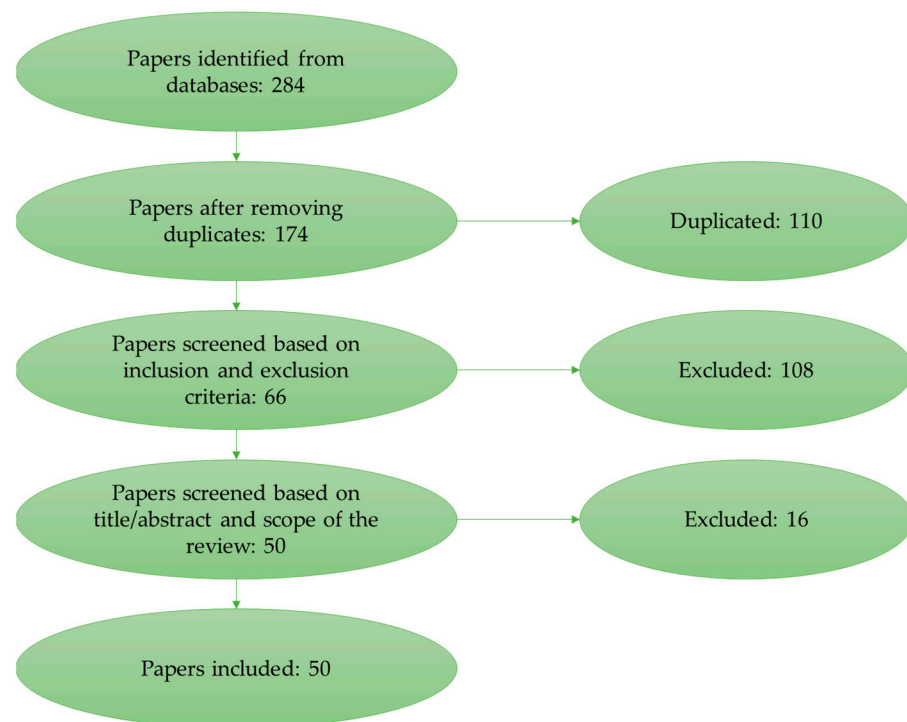 Papers identified from
databases: 284
Papers after removing
duplicates: 174
Duplicated: 110
Papers screened based on
inclusion and exclusion
criteria: 66
Excluded: 108
Papers screened based on
title/abstract and scope of the
review: 50
Excluded: 16
Papers included: 50